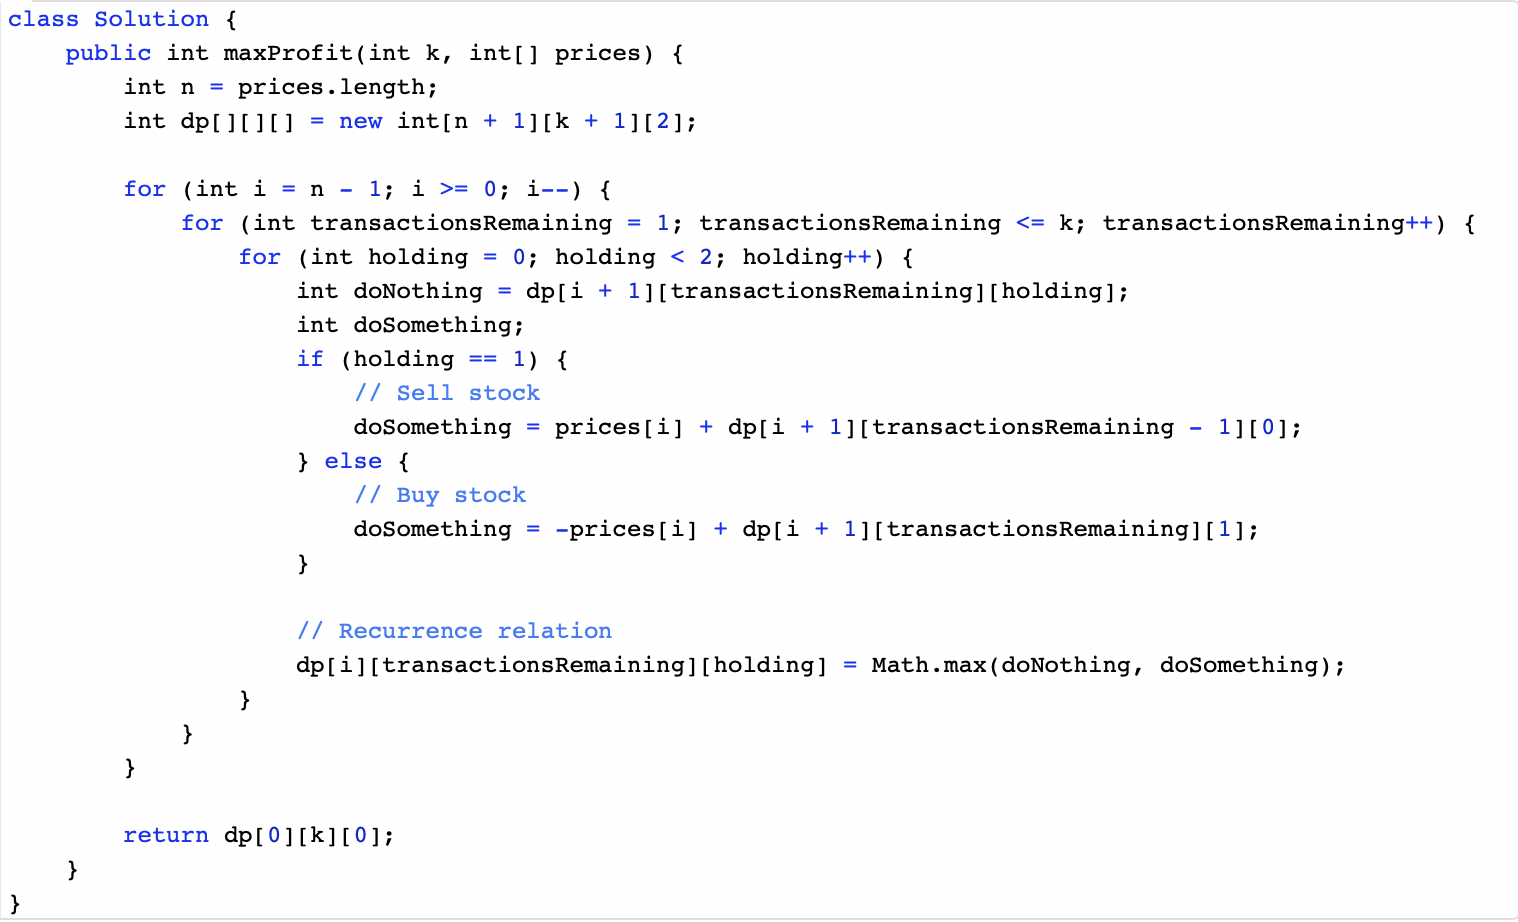 class Solution {
    public int maxProfit(int k, int[] prices) {
        int n = prices.length;
        int dp[][][] = new int[n + 1][k + 1][2];

        for (int i = n - 1; i >= 0; i--) {
            for (int transactionsRemaining = 1; transactionsRemaining <= k; transactionsRemaining++) {
                for (int holding = 0; holding < 2; holding++) {
                    int doNothing = dp[i + 1][transactionsRemaining][holding];
                    int doSomething;
                    if (holding == 1) {
                        // Sell stock
                        doSomething = prices[i] + dp[i + 1][transactionsRemaining - 1][0];
                    } else {
                        // Buy stock
                        doSomething = -prices[i] + dp[i + 1][transactionsRemaining][1];
                    }

                    // Recurrence relation
                    dp[i][transactionsRemaining][holding] = Math.max(doNothing, doSomething);
                }
            }
        }

        return dp[0][k][0];
    }
}